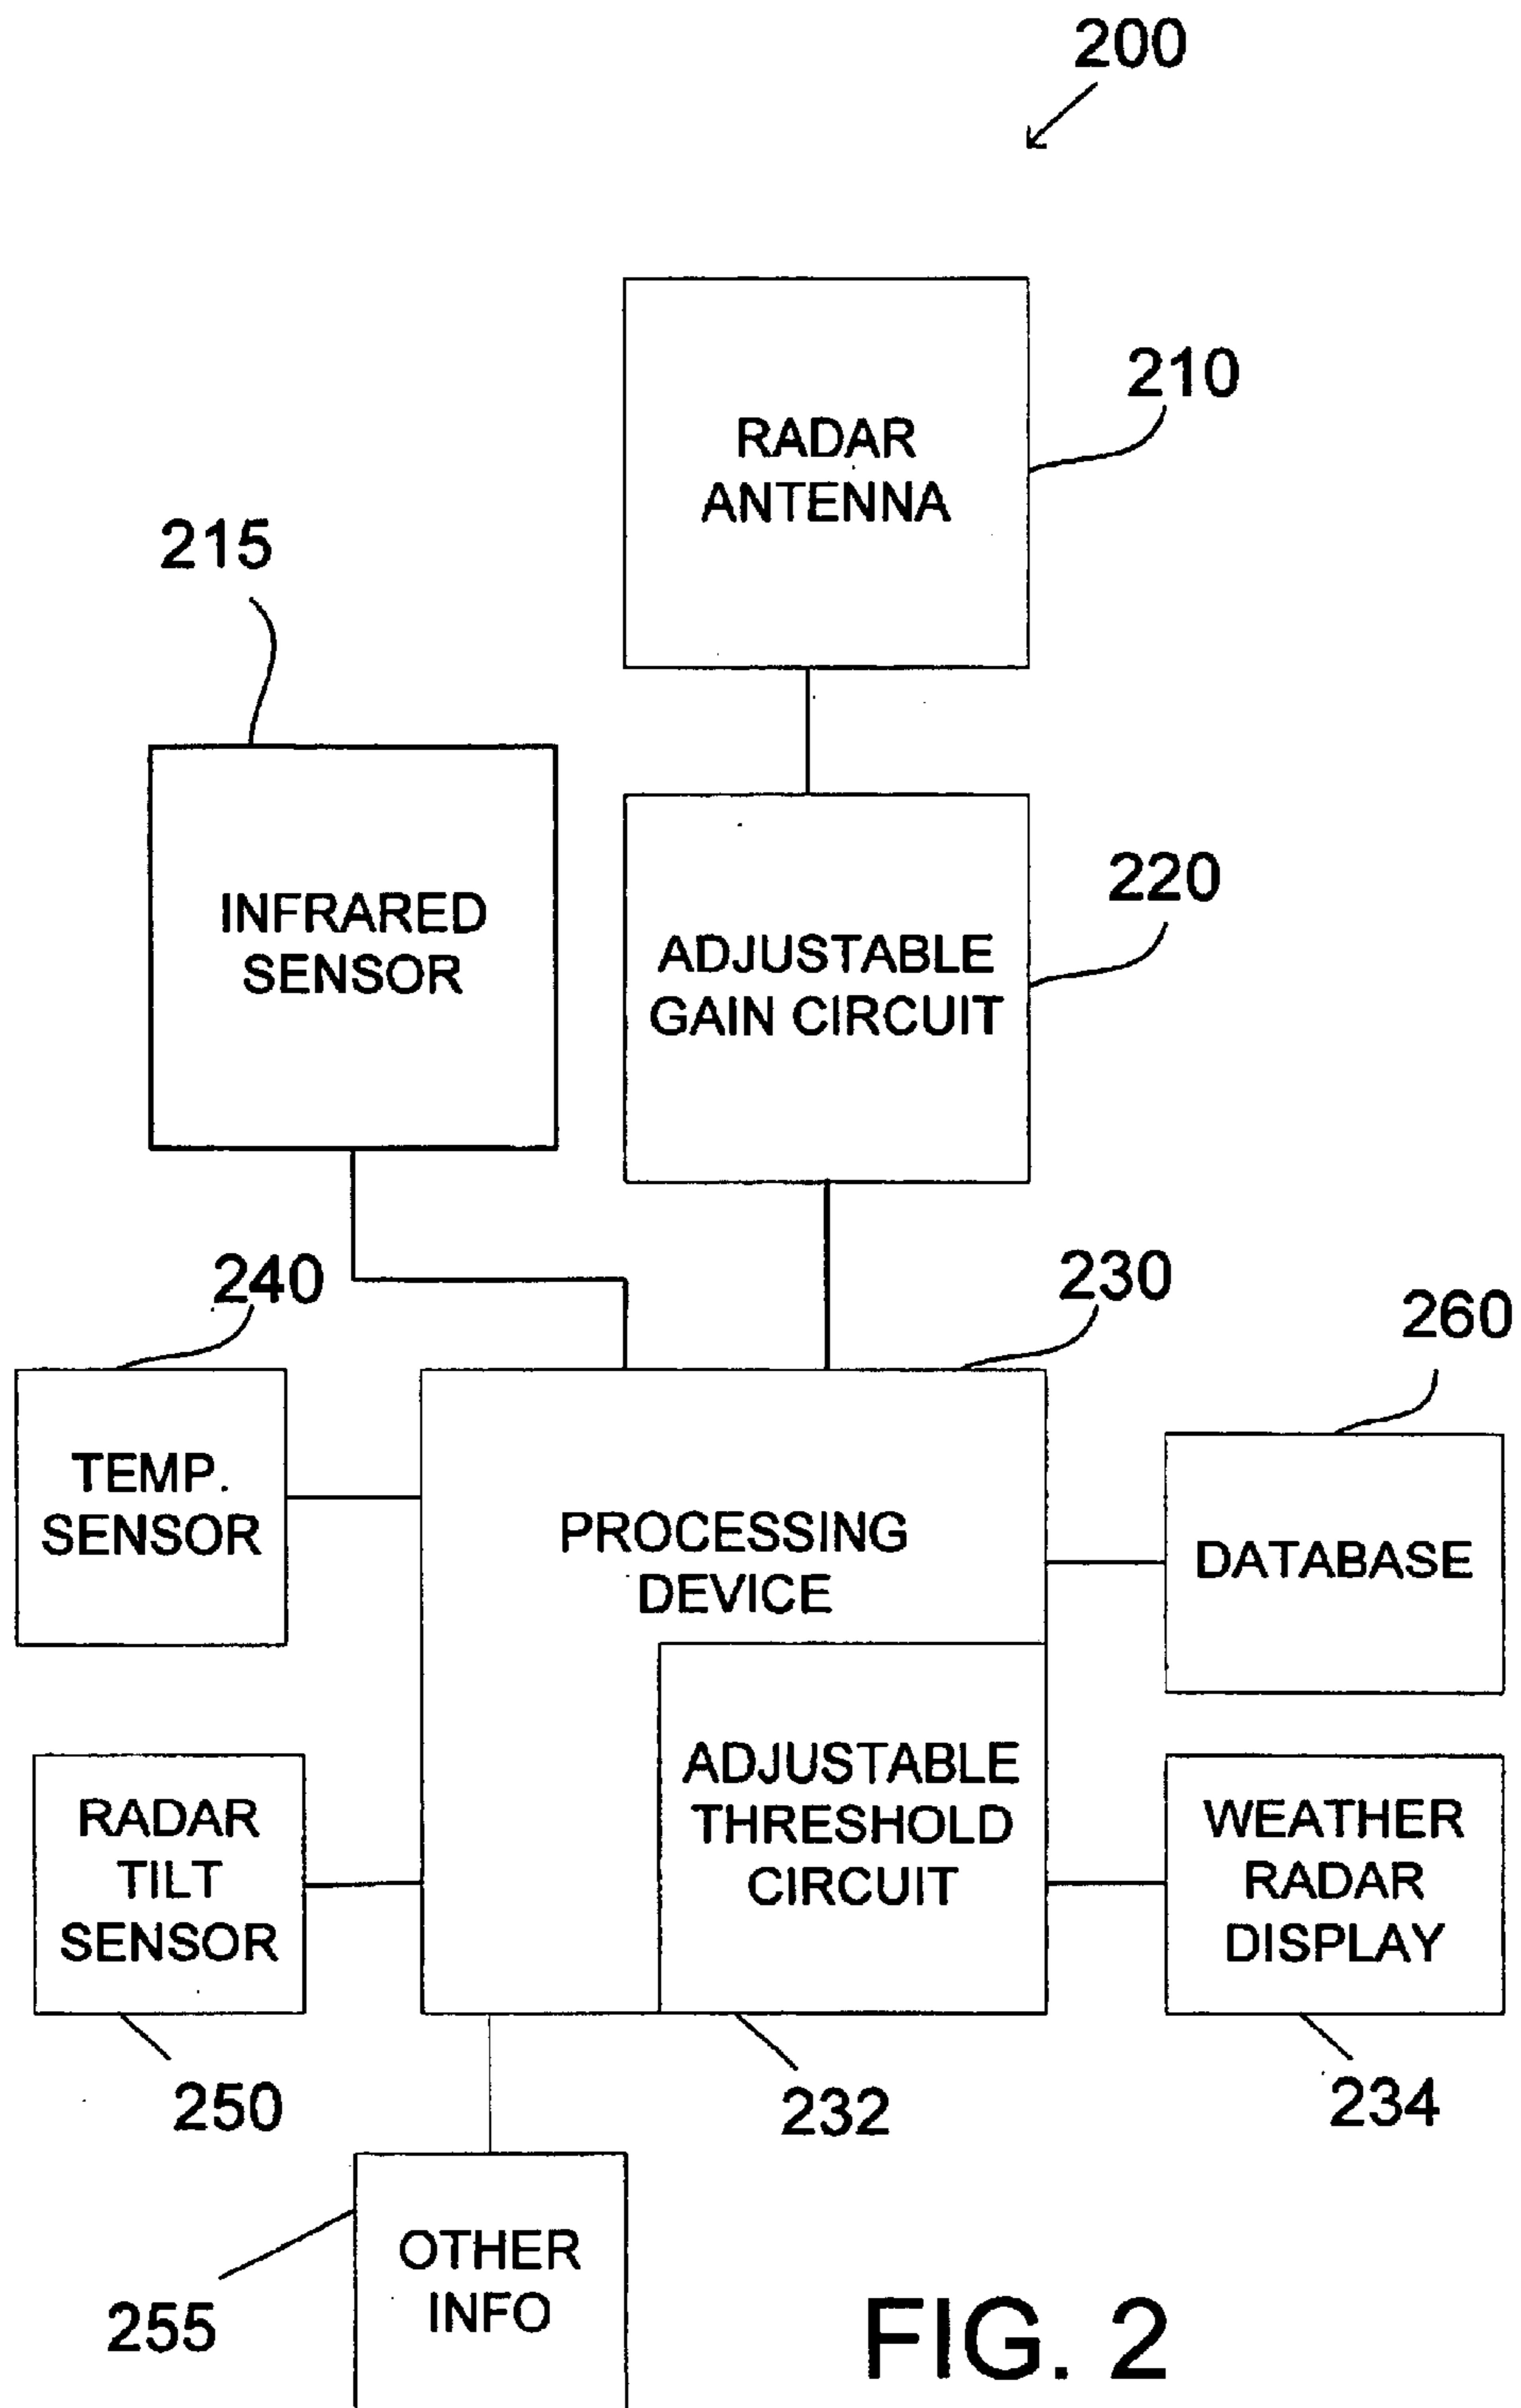 200
RADAR
ANTENNA
210
215
INFRARED
SENSOR
ADJUSTABLE
GAIN CIRCUIT
220
240
230
260
TEMP.
SENSOR
PROCESSING
DEVICE
DATABASE
RADAR
TILT
SENSOR
ADJUSTABLE
THRESHOLD
CIRCUIT
WEATHER
RADAR
DISPLAY
250
232
234
OTHER
INFO
255
FIG. 2